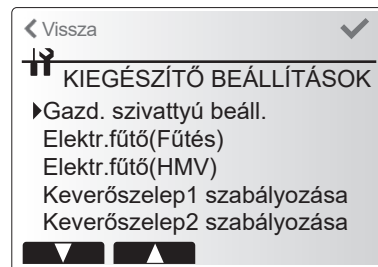 Vissza
KIEGÉSZÍTŐ BEÁLLÍTÁSOK
Gazd. szivattyú beáll.
Elektr.fűtő(Fűtés)
Elektr.fűtő(HMV)
Keverőszelep1 szabályozása
Keverőszelep2 szabályozása